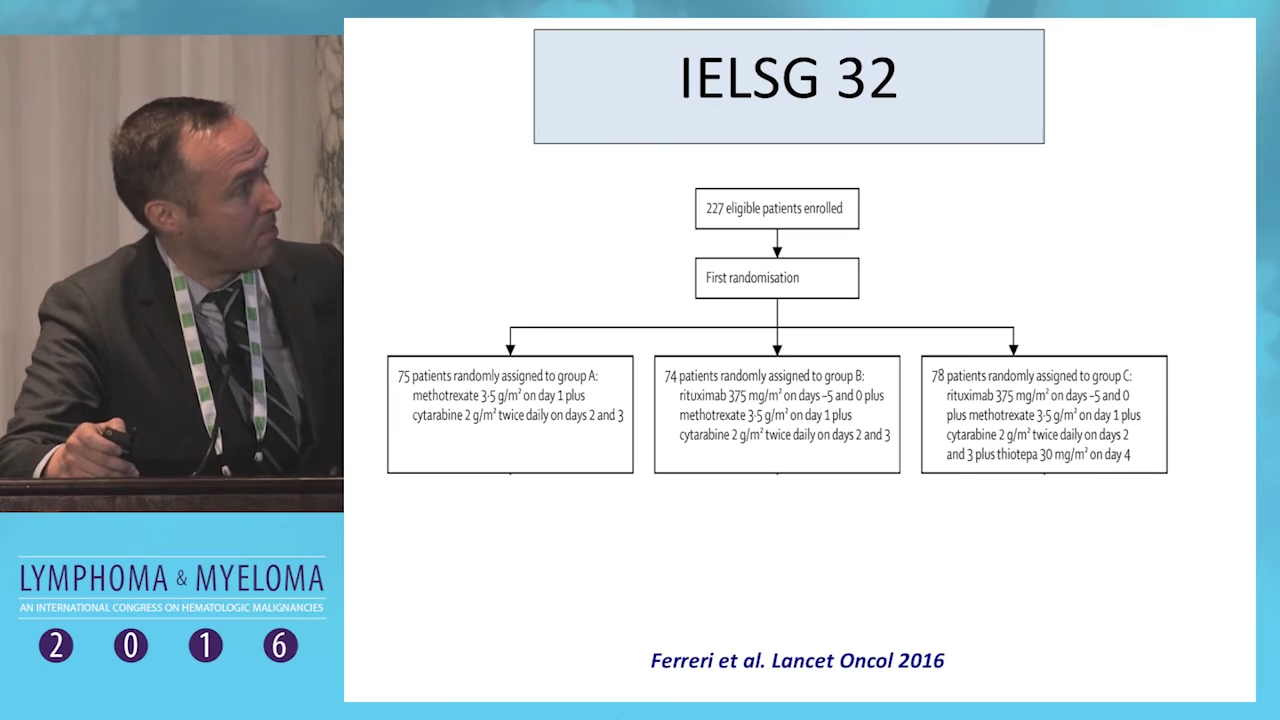 IELSG 32
227 eligible patients enrolled
First randomisation
75 patients randomly assigned to group A:
methotrexate 3·5 g/m² on day 1 plus
cytarabine 2 g/m² twice daily on days 2 and 3
74 patients randomly assigned to group B:
rituximab 375 mg/m² on days –5 and 0 plus
methotrexate 3·5 g/m² on day 1 plus
cytarabine 2 g/m² twice daily on days 2 and 3
78 patients randomly assigned to group C:
rituximab 375 mg/m² on days –5 and 0
plus methotrexate 3·5 g/m² on day 1 plus
cytarabine 2 g/m² twice daily on days 2
and 3 plus thiotepa 30 mg/m² on day 4
Ferreri et al. Lancet Oncol 2016
LYMPHOMA & MYELOMA
AN INTERNATIONAL CONGRESS ON HEMATOLOGIC MALIGNANCIES
2 0 1 6